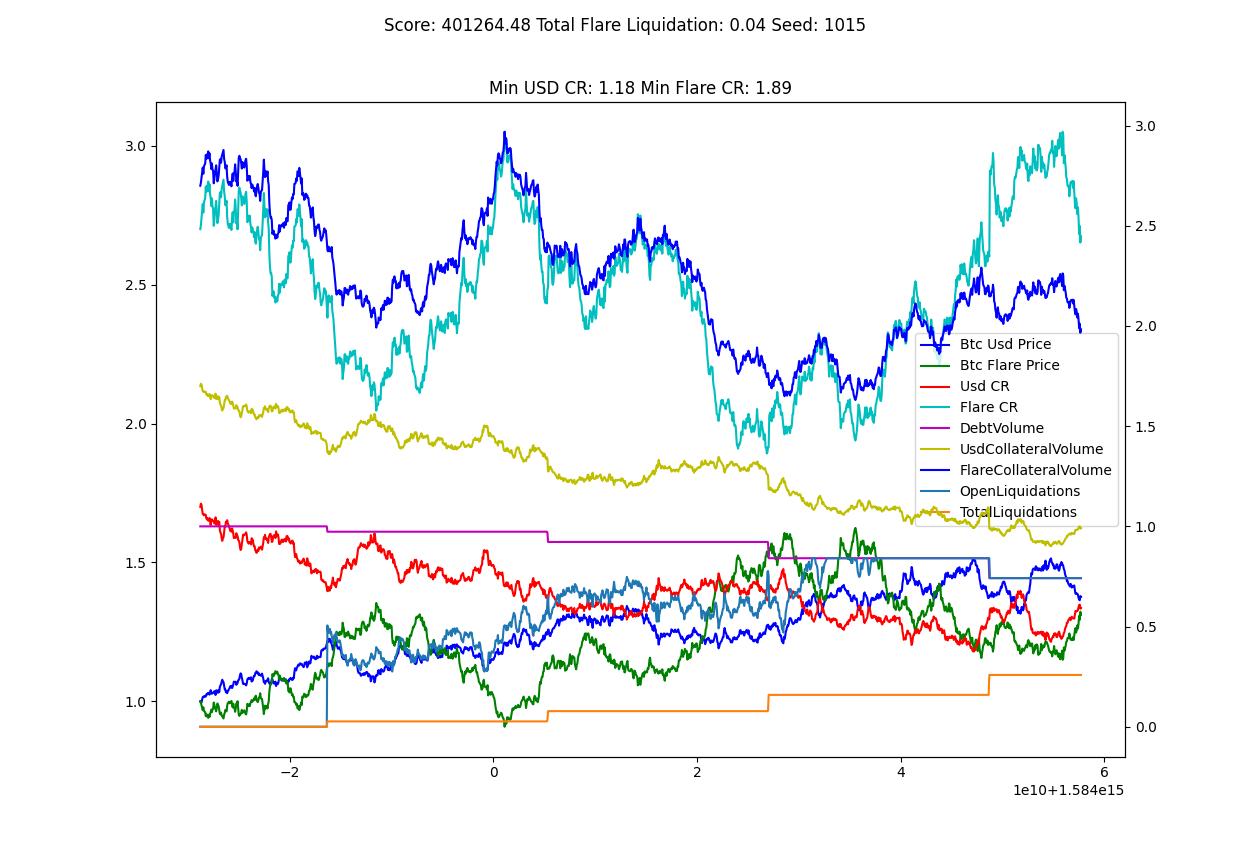 Score: 401264.48 Total Flare Liquidation: 0.04 Seed: 1015
Min USD CR: 1.18 Min Flare CR: 1.89
3.0
2.5
2.0
1.5
1.0
3.0
2.5
2.0
1.5
1.0
0.5
0.0
Btc Usd Price
Btc Flare Price
Usd CR
Flare CR
DebtVolume
UsdCollateralVolume
FlareCollateralVolume
OpenLiquidations
TotalLiquidations
−2 0 2 4 6
1e10+1.584e15